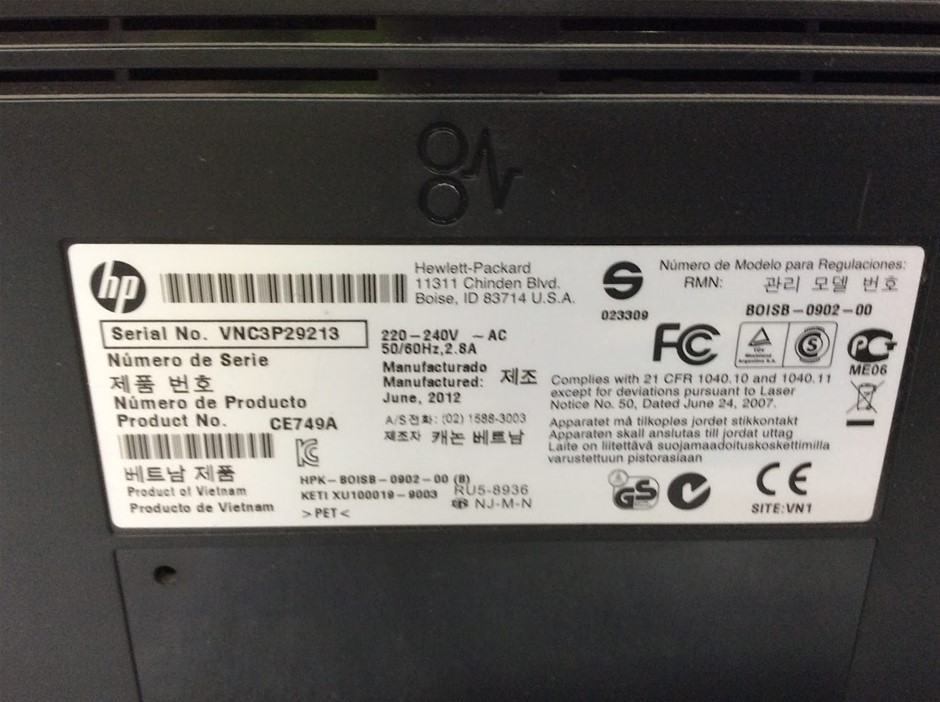 hp
Hewlett-Packard
11311 Chinden Blvd.
Boise, ID 83714 U.S.A.
Serial No. VNC3P29213
Número de Serie
제품 번호
Número de Producto
Product No. CE749A
베트남 제품
Product of Vietnam
Producto de Vietnam
220-240V ~ AC
50/60Hz, 2.8A
Manufacturado
Manufactured: 제조
June, 2012
A/S전화: (02) 1588-3003
제조자 캐논 베트남
HPK-BOISB-0902-00 (B)
KETI XU100019-9003
>PET<
RU5-8936
NJ-M-N
S
023309
Número de Modelo para Regulaciones:
RMN: 관리 모델 번호
BOISB-0902-00
FC
TÜV
Rheinland
Argentina S.A.
S
ME06
Complies with 21 CFR 1040.10 and 1040.11
except for deviations pursuant to Laser
Notice No. 50, Dated June 24, 2007.
Apparatet må tilkoples jordet stikkontakt
Apparaten skall anslutas till jordat uttag
Laite on liitettävä suojamaadoituskoskettimilla
varustettuun pistorasiaan
GS
CE
SITE:VN1